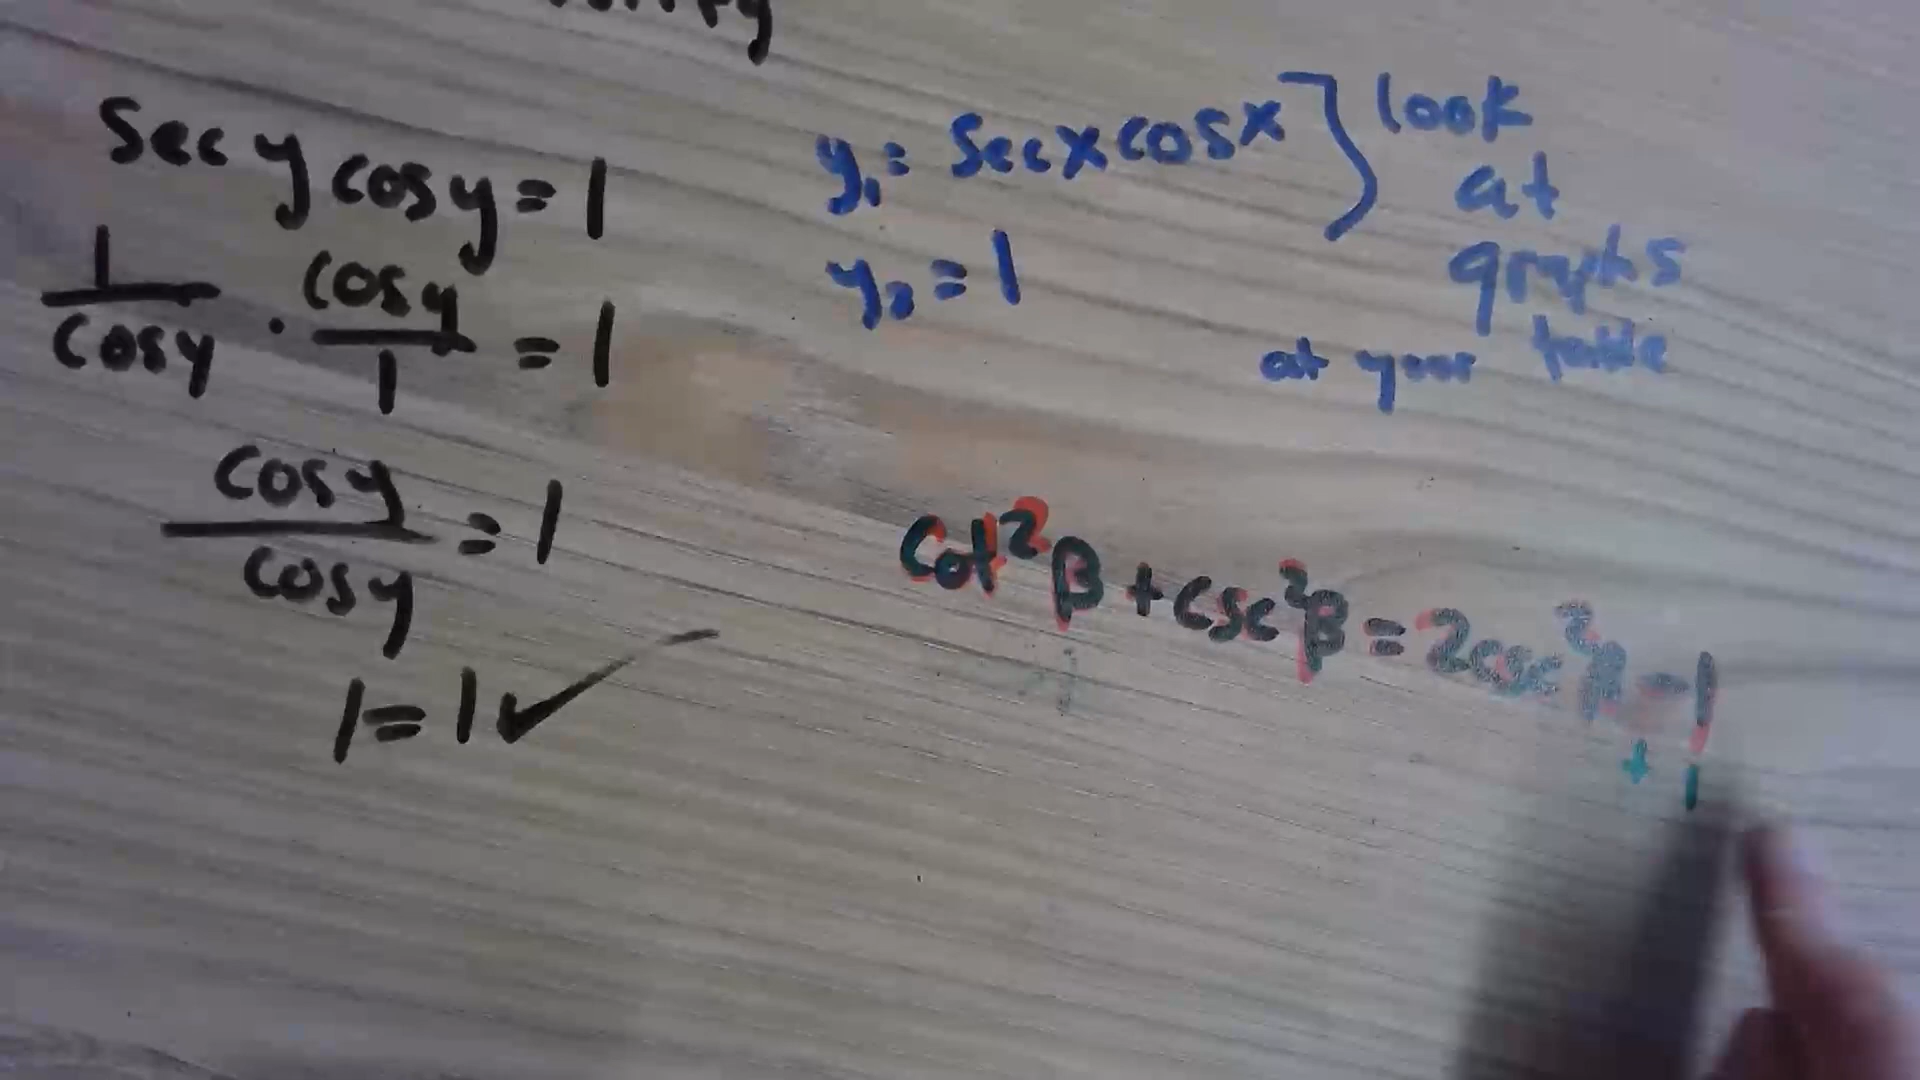 sec y cos y = 1
1/cos y · cos y/1 = 1
cos y/cos y = 1
1 = 1 ✓
y₁ = sec x cos x } look
at
graphs
y₂ = 1
at your table
cot²β + csc²β = 2csc²β - 1
+ 1